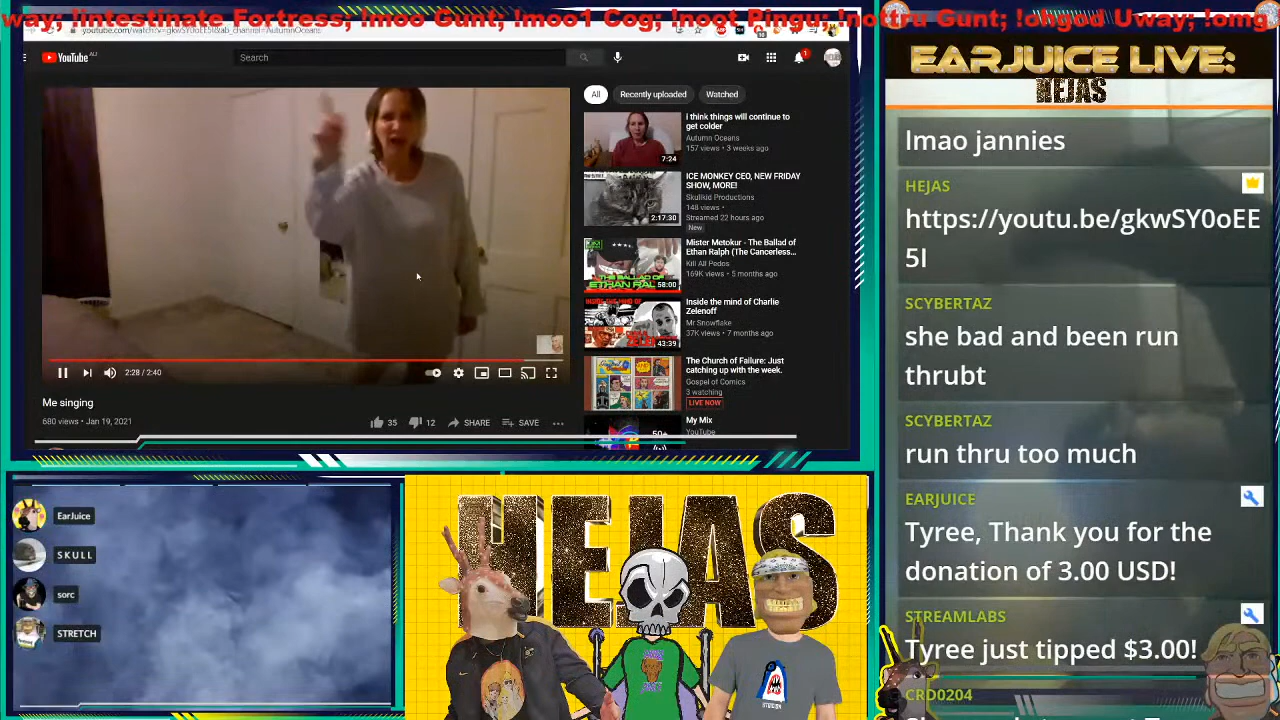 way; !intestinate Fortress; !moo Gunt; !moo1 Cog; !noot Pingu; !nottru Gunt; !ohgod Uway; !omg
YouTube AU
Search
1
All
Recently uploaded
Watched
i think things will continue to
get colder
Autumn Oceans
157 views • 3 weeks ago
7:24
ICE MONKEY CEO, NEW FRIDAY
SHOW, MORE!
Skullkid Productions
148 views •
Streamed 22 hours ago
New
2:17:30
Mister Metokur - The Ballad of
Ethan Ralph (The Cancerless...
Kill All Pedos
169K views • 5 months ago
58:00
Inside the mind of Charlie
Zelenoff
Mr Snowflake
37K views • 7 months ago
43:39
The Church of Failure: Just
catching up with the week.
Gospel of Comics
3 watching
LIVE NOW
My Mix
YouTube
50+
2:28 / 2:40
Me singing
680 views • Jan 19, 2021
35
12
SHARE
SAVE
EarJuice
SKULL
sorc
STRETCH
HEJAS
EARJUICE LIVE:
HEJAS
lmao jannies
HEJAS
https://youtu.be/gkwSY0oEE
5I
SCYBERTAZ
she bad and been run
thrubt
SCYBERTAZ
run thru too much
EARJUICE
Tyree, Thank you for the
donation of 3.00 USD!
STREAMLABS
Tyree just tipped $3.00!
CRD0204